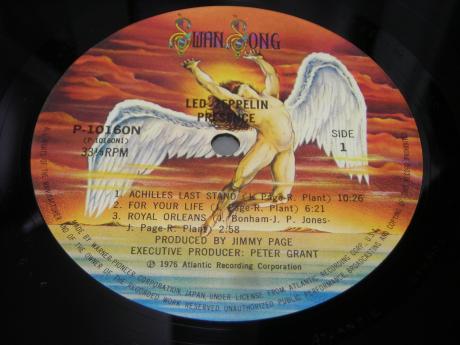 SWAN SONG
LED ZEPPELIN
PRESENCE
P-10160N
(P-10160N1)
33⅓RPM
SIDE
1
1. ACHILLES LAST STAND (J. Page-R. Plant) 10:26
2. FOR YOUR LIFE (J. Page-R. Plant) 6:21
3. ROYAL ORLEANS (J. Bonham-J. P. Jones-
J. Page-R. Plant) 2:58
PRODUCED BY JIMMY PAGE
EXECUTIVE PRODUCER: PETER GRANT
℗ 1976 Atlantic Recording Corporation
MADE BY WARNER-PIONEER CORPORATION, JAPAN, UNDER LICENSE FROM ATLANTIC RECORDING CORP., U.S.A.
OF THE OWNER OF THE RECORDED WORK RESERVED. UNAUTHORIZED PUBLIC PERFORMANCE, BROADCASTING AND COPYING